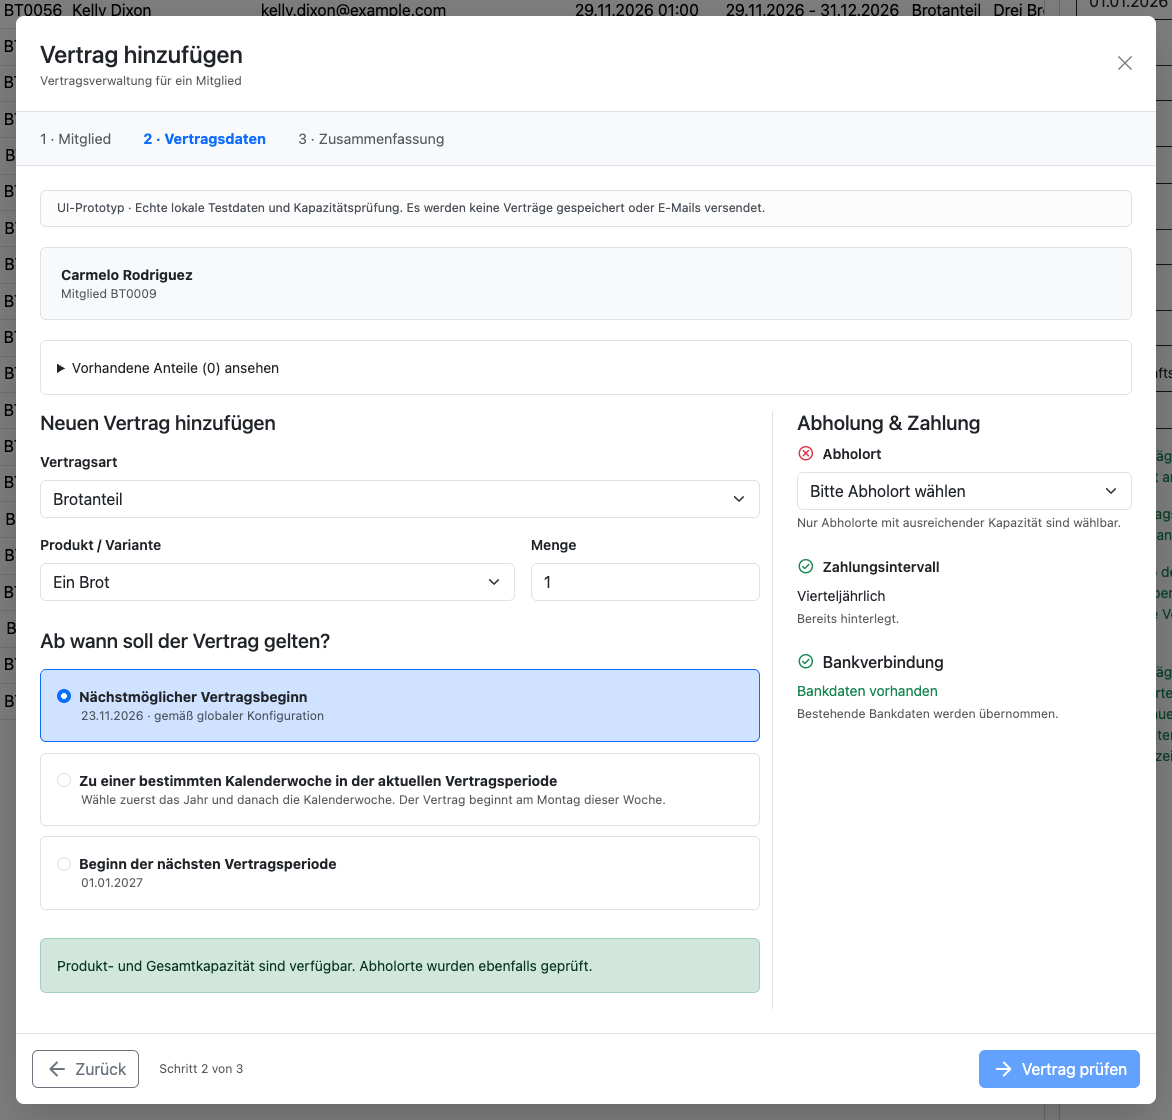 BT0056 Kelly Dixon kelly.dixon@example.com 29.11.2026 01:00 29.11.2026 - 31.12.2026 Brotanteil Drei
01.01.2026
Vertrag hinzufügen
Vertragsverwaltung für ein Mitglied
1 · Mitglied 2 · Vertragsdaten 3 · Zusammenfassung
UI-Prototyp · Echte lokale Testdaten und Kapazitätsprüfung. Es werden keine Verträge gespeichert oder E-Mails versendet.
Carmelo Rodriguez
Mitglied BT0009
▶ Vorhandene Anteile (0) ansehen
Neuen Vertrag hinzufügen
Vertragsart
Brotanteil
Produkt / Variante
Menge
Ein Brot
1
Ab wann soll der Vertrag gelten?
Nächstmöglicher Vertragsbeginn
23.11.2026 · gemäß globaler Konfiguration
Zu einer bestimmten Kalenderwoche in der aktuellen Vertragsperiode
Wähle zuerst das Jahr und danach die Kalenderwoche. Der Vertrag beginnt am Montag dieser Woche.
Beginn der nächsten Vertragsperiode
01.01.2027
Produkt- und Gesamtkapazität sind verfügbar. Abholorte wurden ebenfalls geprüft.
Abholung & Zahlung
Abholort
Bitte Abholort wählen
Nur Abholorte mit ausreichender Kapazität sind wählbar.
Zahlungsintervall
Vierteljährlich
Bereits hinterlegt.
Bankverbindung
Bankdaten vorhanden
Bestehende Bankdaten werden übernommen.
Zurück
Schritt 2 von 3
Vertrag prüfen